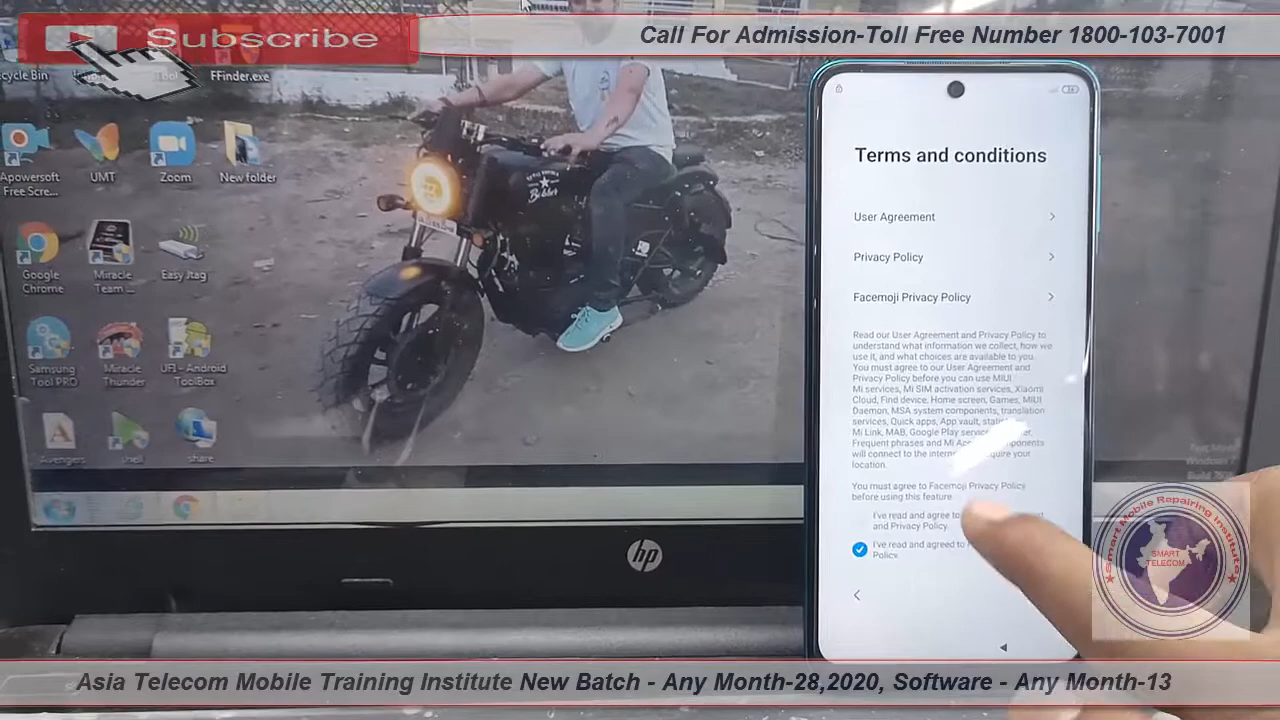 Subscribe
Call For Admission-Toll Free Number 1800-103-7001
FFinder.exe
Apowersoft
Free Scre...
UMT
Zoom
New folder
Google
Chrome
Miracle
Team ...
Easy Jtag
Samsung
Tool PRO
Miracle
Thunder
UFI - Android
ToolBox
Avengers
shell
share
hp
Terms and conditions
User Agreement
Privacy Policy
Facemoji Privacy Policy
Read our User Agreement and Privacy Policy to
understand what information we collect, how we
use it, and what choices are available to you.
You must agree to our User Agreement and
Privacy Policy before you can use MIUI
Mi services, Mi SIM activation services, Xiaomi
Cloud, Find device, Home screen, Games, MIUI
Daemon, MSA system components, translation
services, Quick apps, App vault,
Mi Link, MAB, Google Play
Frequent phrases and Mi
will connect to the your
location.
You must agree to Facemoji Privacy Policy
before using this feature
I've read and agree to
and Privacy Policy.
I've read and agreed to
Policy
Smart Mobile Repairing Institute
SMART
TELECOM
Asia Telecom Mobile Training Institute New Batch - Any Month-28,2020, Software - Any Month-13